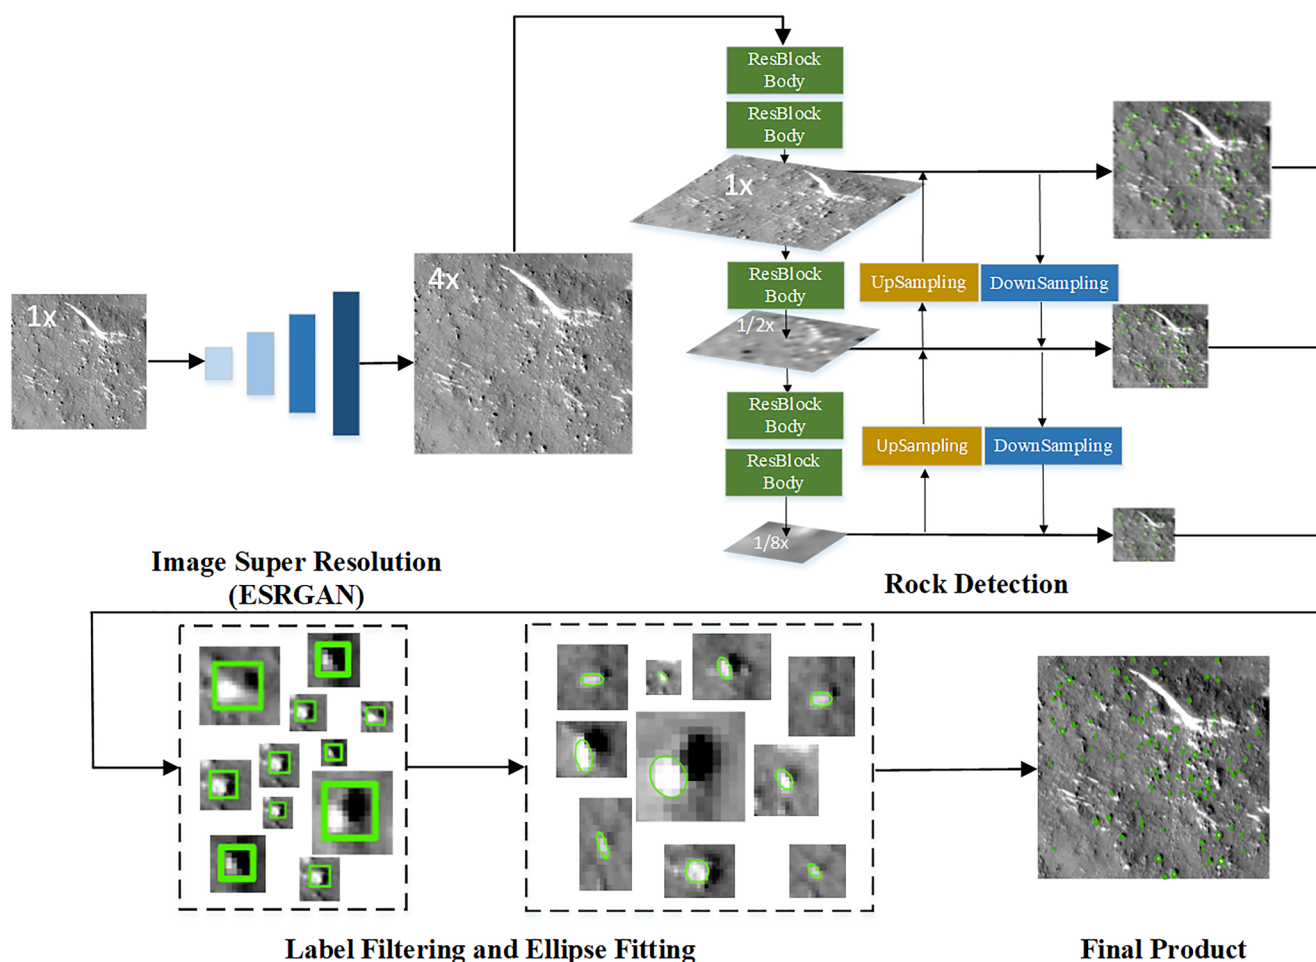 ResBlock
Body
ResBlock
Body
1x
4x
1x
ResBlock
Body
UpSampling
DownSampling
1/2x
ResBlock
Body
ResBlock
Body
UpSampling
DownSampling
1/8x
Image Super Resolution
(ESRGAN)
Rock Detection
Label Filtering and Ellipse Fitting
Final Product